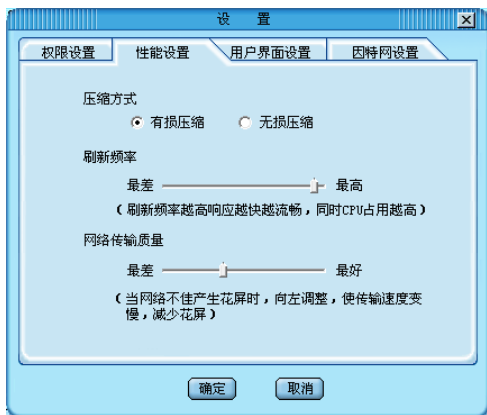 设 置
权限设置 性能设置 用户界面设置 因特网设置
压缩方式
有损压缩 无损压缩
刷新频率
最差 最高
(刷新频率越高响应越快越流畅,同时CPU占用越高)
网络传输质量
最差 最好
(当网络不佳产生花屏时,向左调整,使传输速度变
慢,减少花屏)
确定 取消